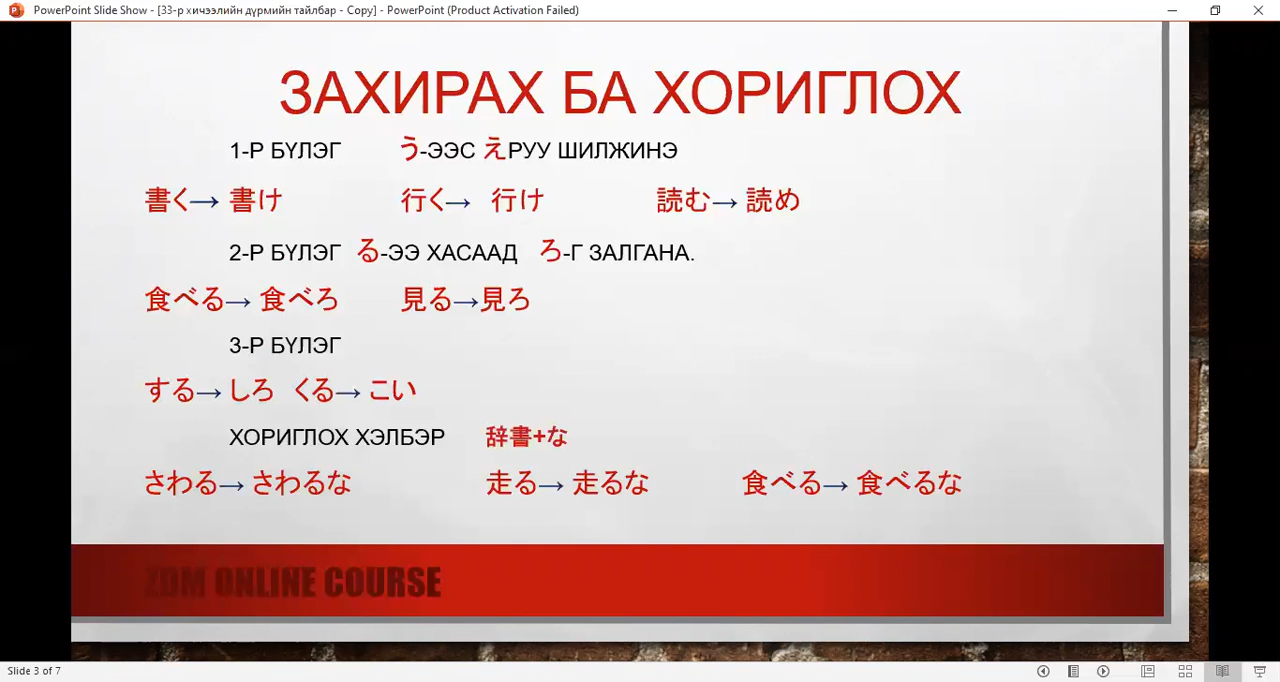 PowerPoint Slide Show - [33-р хичээлийн дүрмийн тайлбар - Copy] - PowerPoint (Product Activation Failed)
ЗАХИРАХ БА ХОРИГЛОХ
1-Р БҮЛЭГ う-ЭЭС えРУУ ШИЛЖИНЭ
書く→ 書け 行く→ 行け 読む→ 読め
2-Р БҮЛЭГ る-ЭЭ ХАСААД ろ-Г ЗАЛГАНА.
食べる→ 食べろ 見る→見ろ
3-Р БҮЛЭГ
する→ しろ くる→ こい
ХОРИГЛОХ ХЭЛБЭР 辞書+な
さわる→ さわるな 走る→ 走るな 食べる→ 食べるな
ZDM ONLINE COURSE
Slide 3 of 7